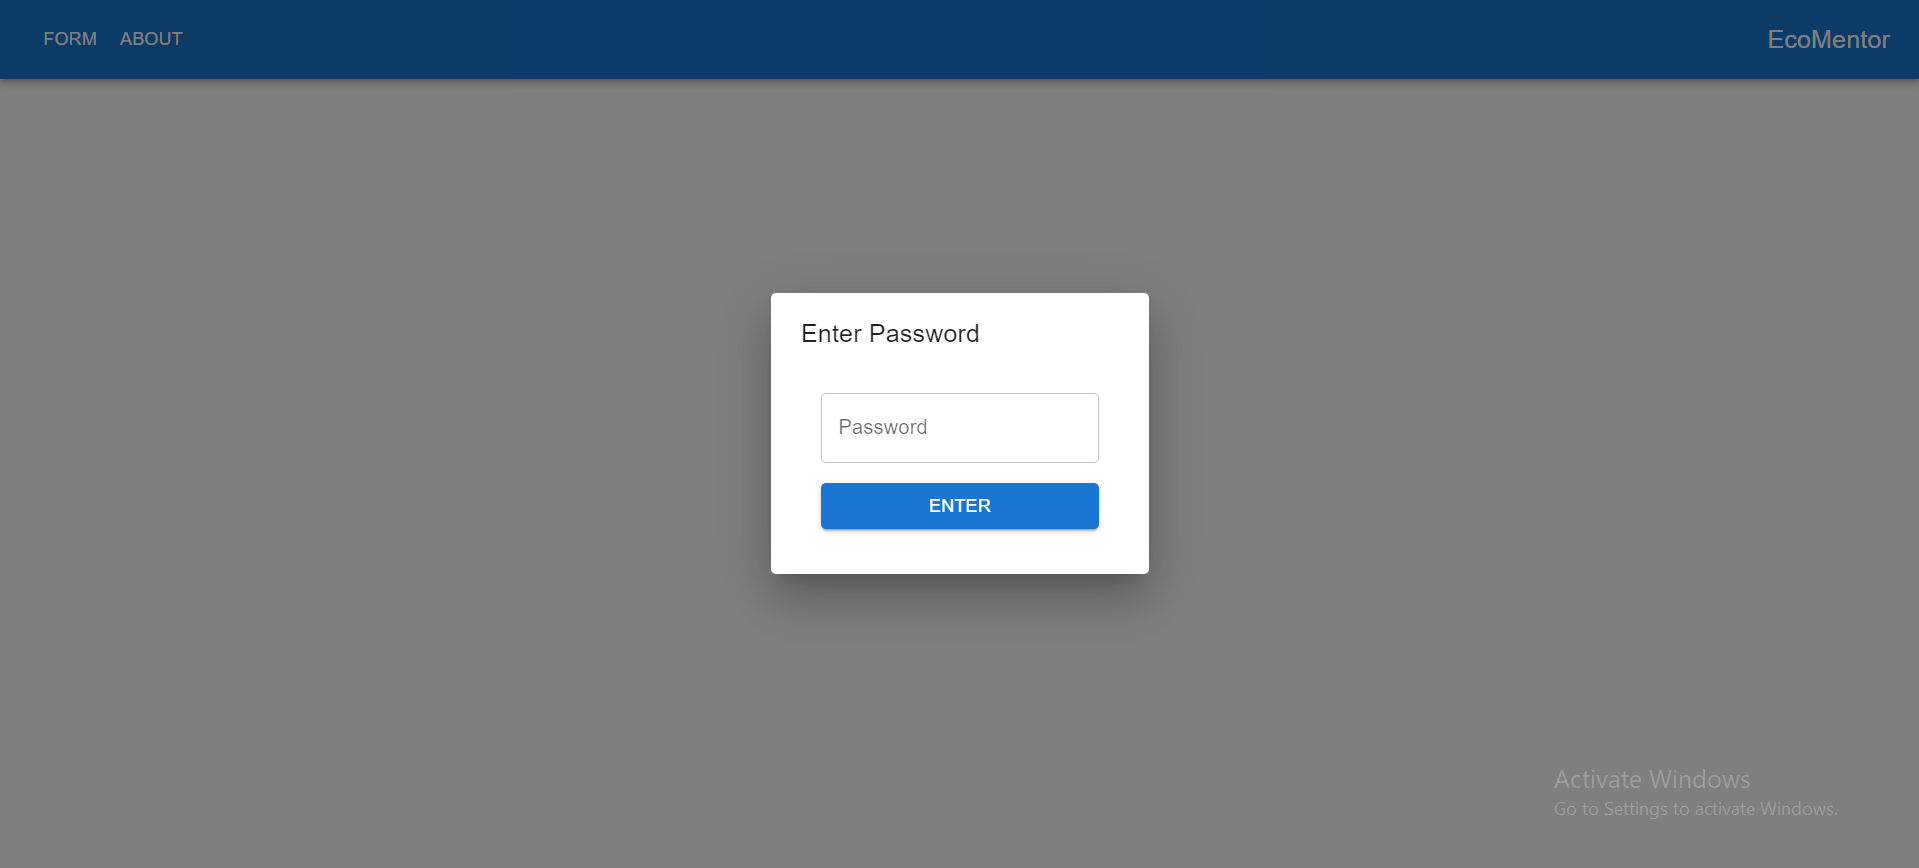 FORM ABOUT EcoMentor
Enter Password
Password
ENTER
Activate Windows
Go to Settings to activate Windows.